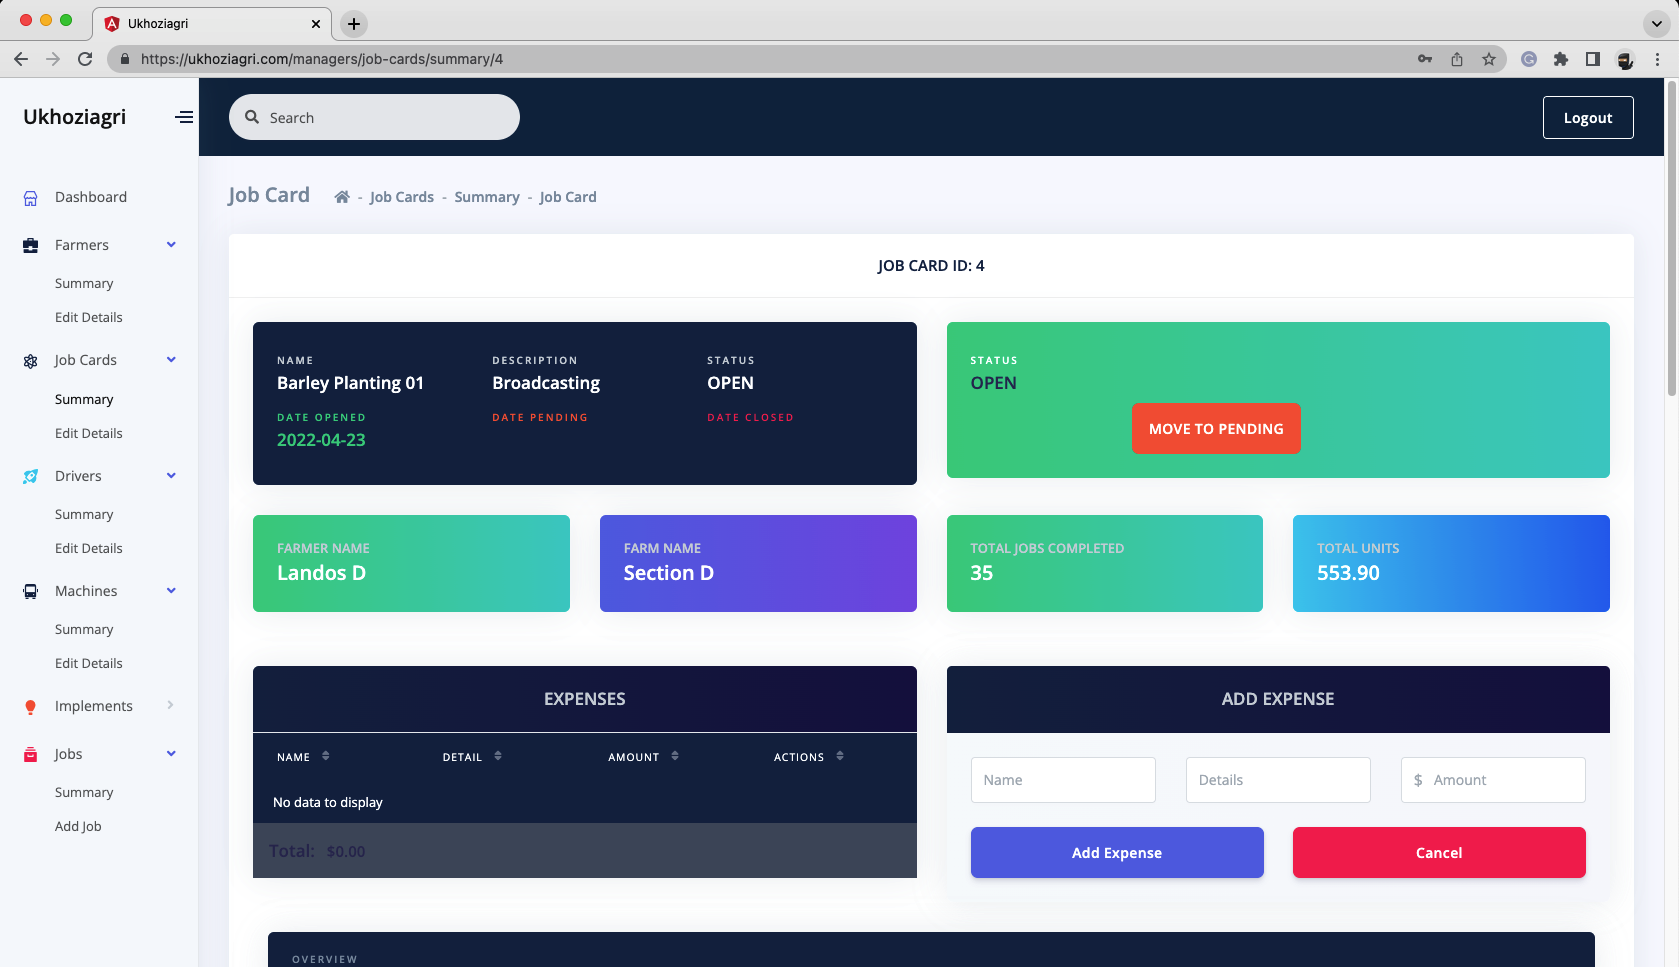 Ukhoziagri
https://ukhoziagri.com/managers/job-cards/summary/4
Ukhoziagri
Search
Logout
Dashboard
Farmers
Summary
Edit Details
Job Cards
Summary
Edit Details
Drivers
Summary
Edit Details
Machines
Summary
Edit Details
Implements
Jobs
Summary
Add Job
Job Card - Job Cards - Summary - Job Card
JOB CARD ID: 4
NAME DESCRIPTION STATUS
Barley Planting 01 Broadcasting OPEN
DATE OPENED DATE PENDING DATE CLOSED
2022-04-23
STATUS
OPEN
MOVE TO PENDING
FARMER NAME
Landos D
FARM NAME
Section D
TOTAL JOBS COMPLETED
35
TOTAL UNITS
553.90
EXPENSES
NAME DETAIL AMOUNT ACTIONS
No data to display
Total: $0.00
ADD EXPENSE
Name Details $ Amount
Add Expense Cancel
OVERVIEW